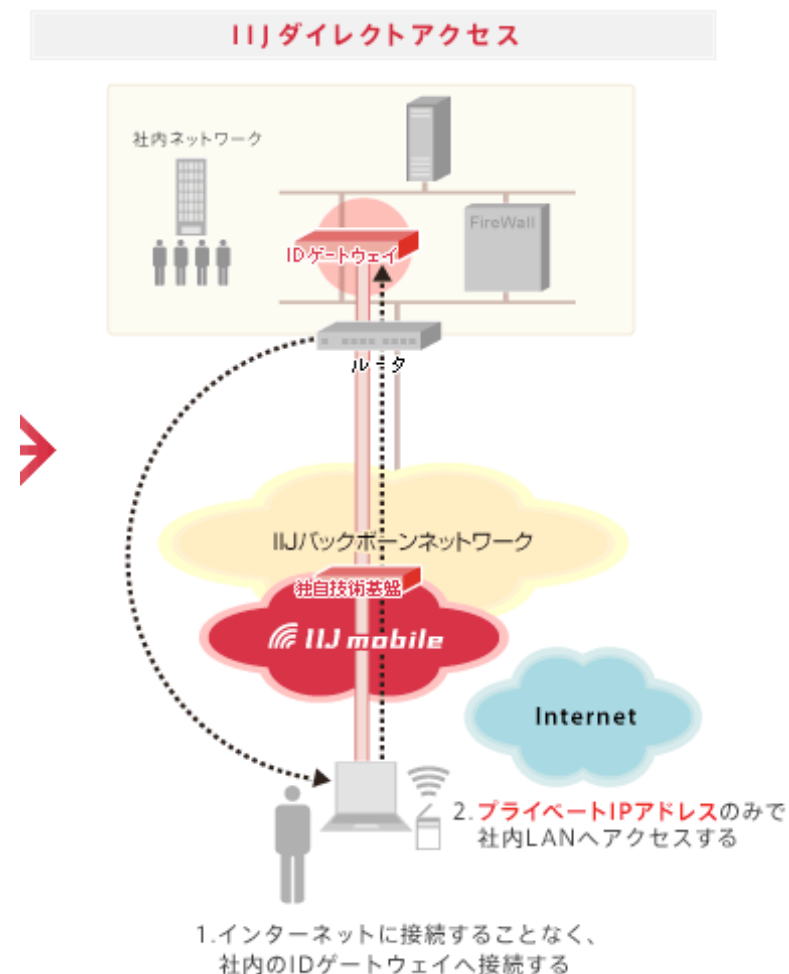 IIJダイレクトアクセス
社内ネットワーク
FireWall
IDゲートウェイ
ルータ
IIJバックボーンネットワーク
独自技術基盤
IIJ mobile
Internet
2.プライベートIPアドレスのみで
社内LANへアクセスする
1.インターネットに接続することなく、
社内のIDゲートウェイへ接続する